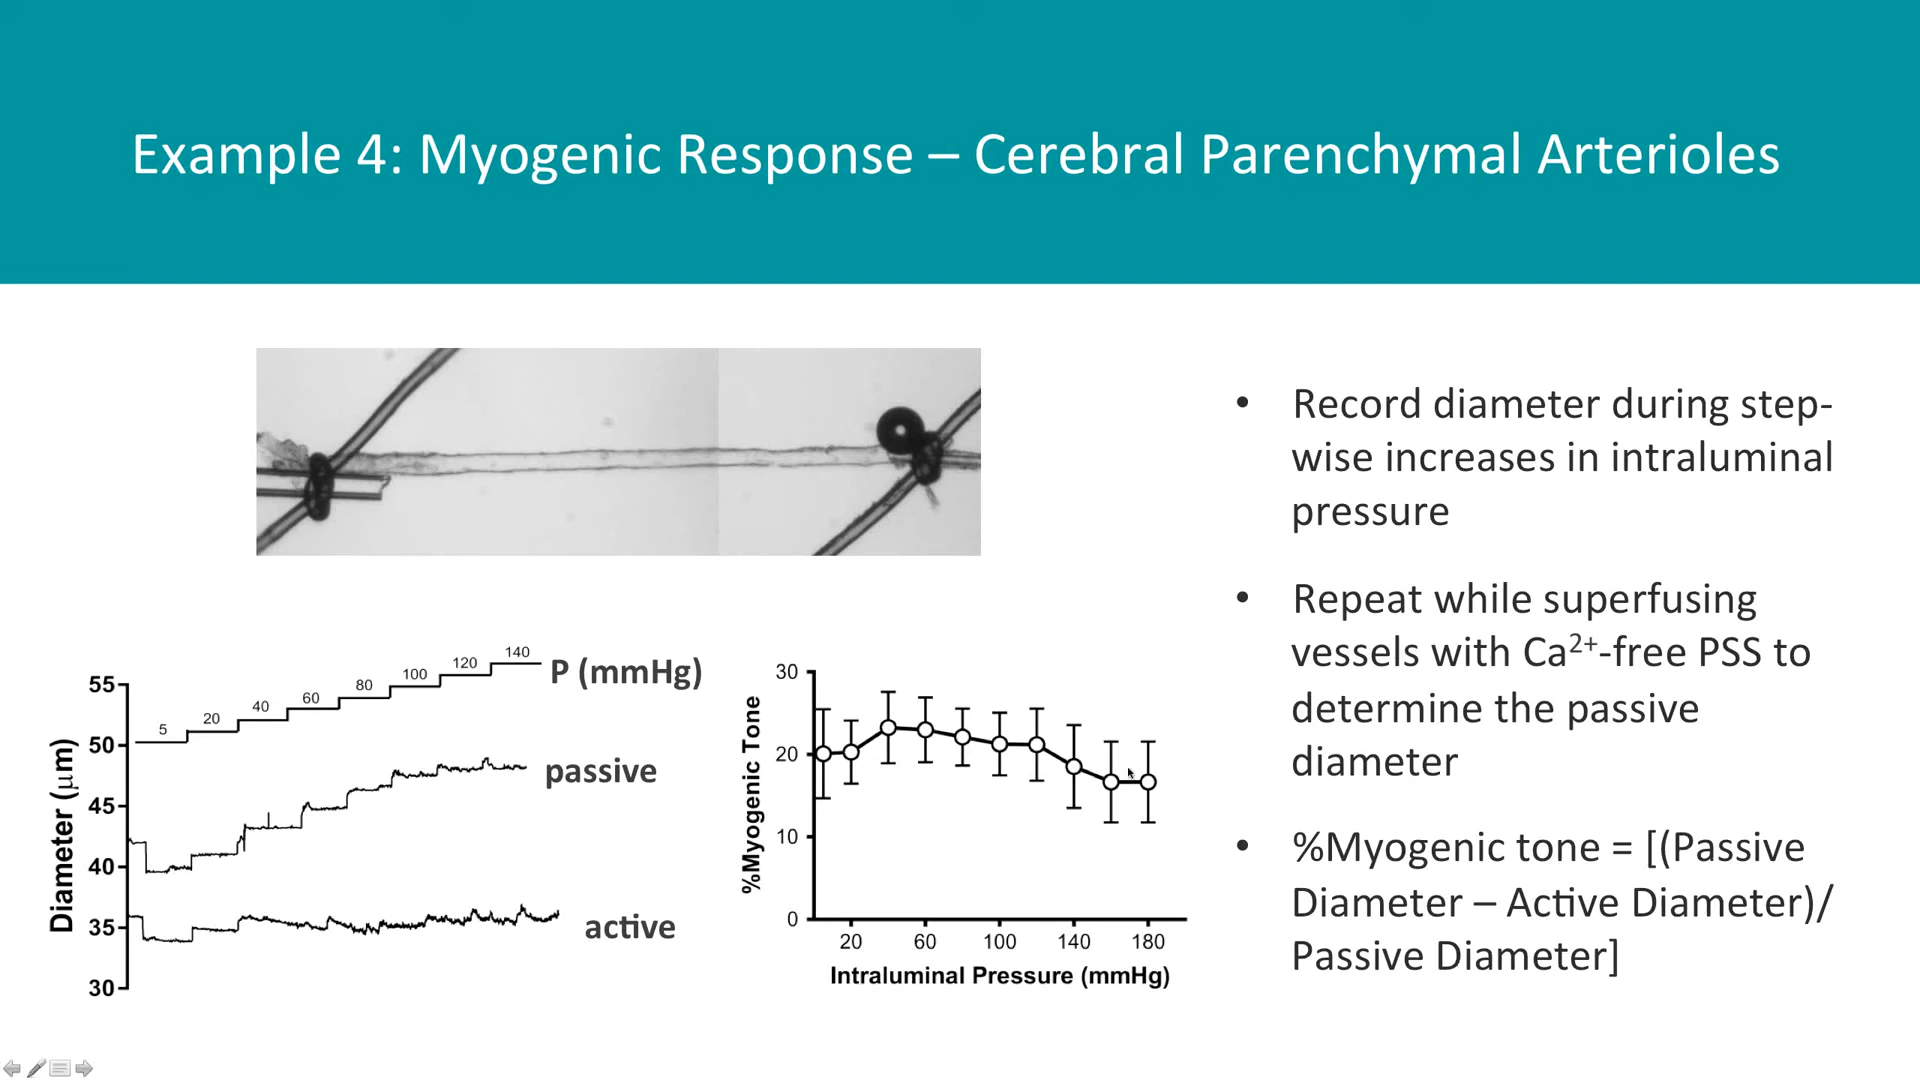 Example 4: Myogenic Response – Cerebral Parenchymal Arterioles
• Record diameter during step-
wise increases in intraluminal
pressure
• Repeat while superfusing
vessels with Ca²⁺-free PSS to
determine the passive
diameter
• %Myogenic tone = [(Passive
Diameter – Active Diameter)/
Passive Diameter]
5 20 40 60 80 100 120 140 P (mmHg)
Diameter (μm)
55
50
45
40
35
30
passive
active
%Myogenic Tone
30
20
10
0
20 60 100 140 180
Intraluminal Pressure (mmHg)